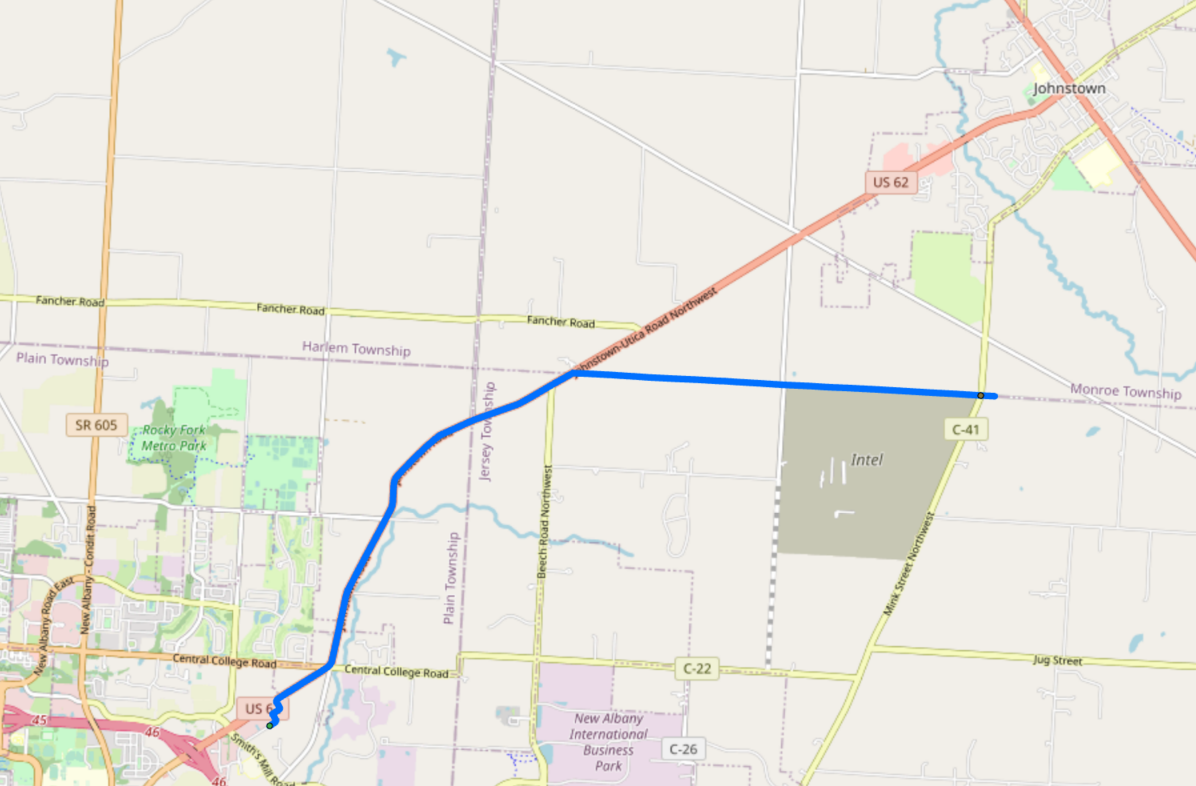 Johnstown
US 62
Fancher Road
Fancher Road
Fancher Road
Johnstown-Utica Road Northwest
Harlem Township
Plain Township
Monroe Township
SR 605
Rocky Fork
Metro Park
Jersey Township
C-41
Intel
New Albany - Condit Road
Beech Road Northwest
Mink Street Northwest
Plain Township
New Albany Road East
Central College Road
Central College Road
C-22
Jug Street
US 6
45
46
46
Smith's Mill Road
New Albany
International
Business
Park
C-26